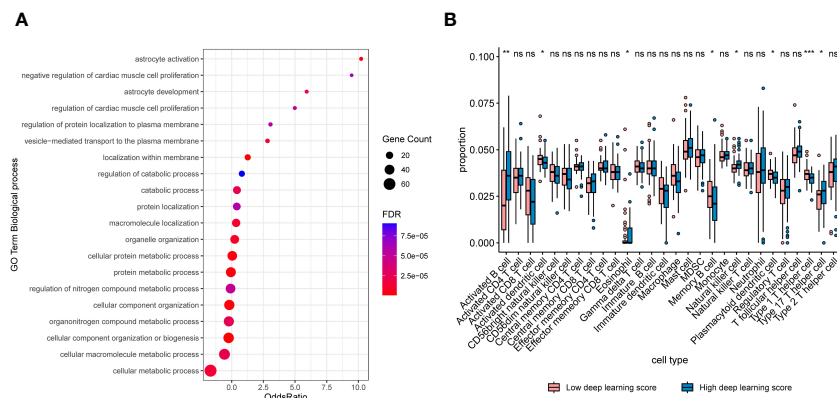 A
GO Term Biological process
astrocyte activation
negative regulation of cardiac muscle cell proliferation
astrocyte development
regulation of cardiac muscle cell proliferation
regulation of protein localization to plasma membrane
vesicle-mediated transport to the plasma membrane
localization within membrane
regulation of catabolic process
catabolic process
protein localization
macromolecule localization
organelle organization
cellular protein metabolic process
protein metabolic process
regulation of nitrogen compound metabolic process
cellular component organization
organonitrogen compound metabolic process
cellular component organization or biogenesis
cellular macromolecule metabolic process
cellular metabolic process
0.0 2.5 5.0 7.5 10.0
OddsRatio
Gene Count
20
40
60
FDR
7.5e-05
5.0e-05
2.5e-05
B
proportion
0.100
0.075
0.050
0.025
0.000
** ns ns * ns ns ns ns ns ns * ns ns ns ns ns ns * ns * ns ns * ns ns *** * ns
Activated B cell
Activated CD4 T cell
Activated CD8 T cell
Activated dendritic cell
CD56bright natural killer cell
CD56dim natural killer cell
Central memory CD4 T cell
Central memory CD8 T cell
Effector memory CD4 T cell
Effector memory CD8 T cell
Eosinophil
Gamma delta T cell
Immature B cell
Immature dendritic cell
Macrophage
Mast cell
MDSC
Memory B cell
Monocyte
Natural killer cell
Natural killer T cell
Neutrophil
Plasmacytoid dendritic cell
Regulatory T cell
T follicular helper cell
Type 1 T helper cell
Type 17 T helper cell
Type 2 T helper cell
cell type
Low deep learning score
High deep learning score